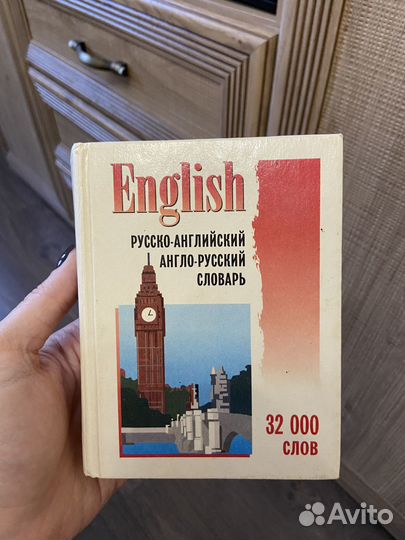 English
РУССКО-АНГЛИЙСКИЙ
АНГЛО-РУССКИЙ
СЛОВАРЬ
32 000
СЛОВ
Avito